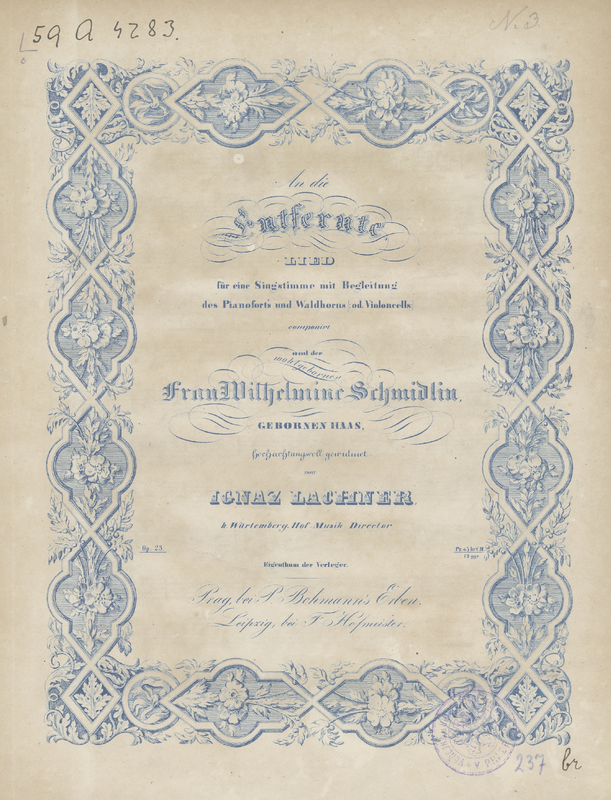 59 A 4283.
N. 3.
An die
Entfernte,
LIED
für eine Singstimme mit Begleitung
des Pianoforte und Waldhorns (od. Violoncells)
componirt
und der
wohlgebornen
Frau Wilhelmine Schmidlin,
GEBORNEN HAAS,
hochachtungsvoll gewidmet
von
IGNAZ LACHNER,
k. Würtemberg. Hof Musik Director
Op. 23.
Eigenthum der Verleger.
Prag, bei P. Bohmann's Erben.
Leipzig, bei F. Hofmeister.
237
br